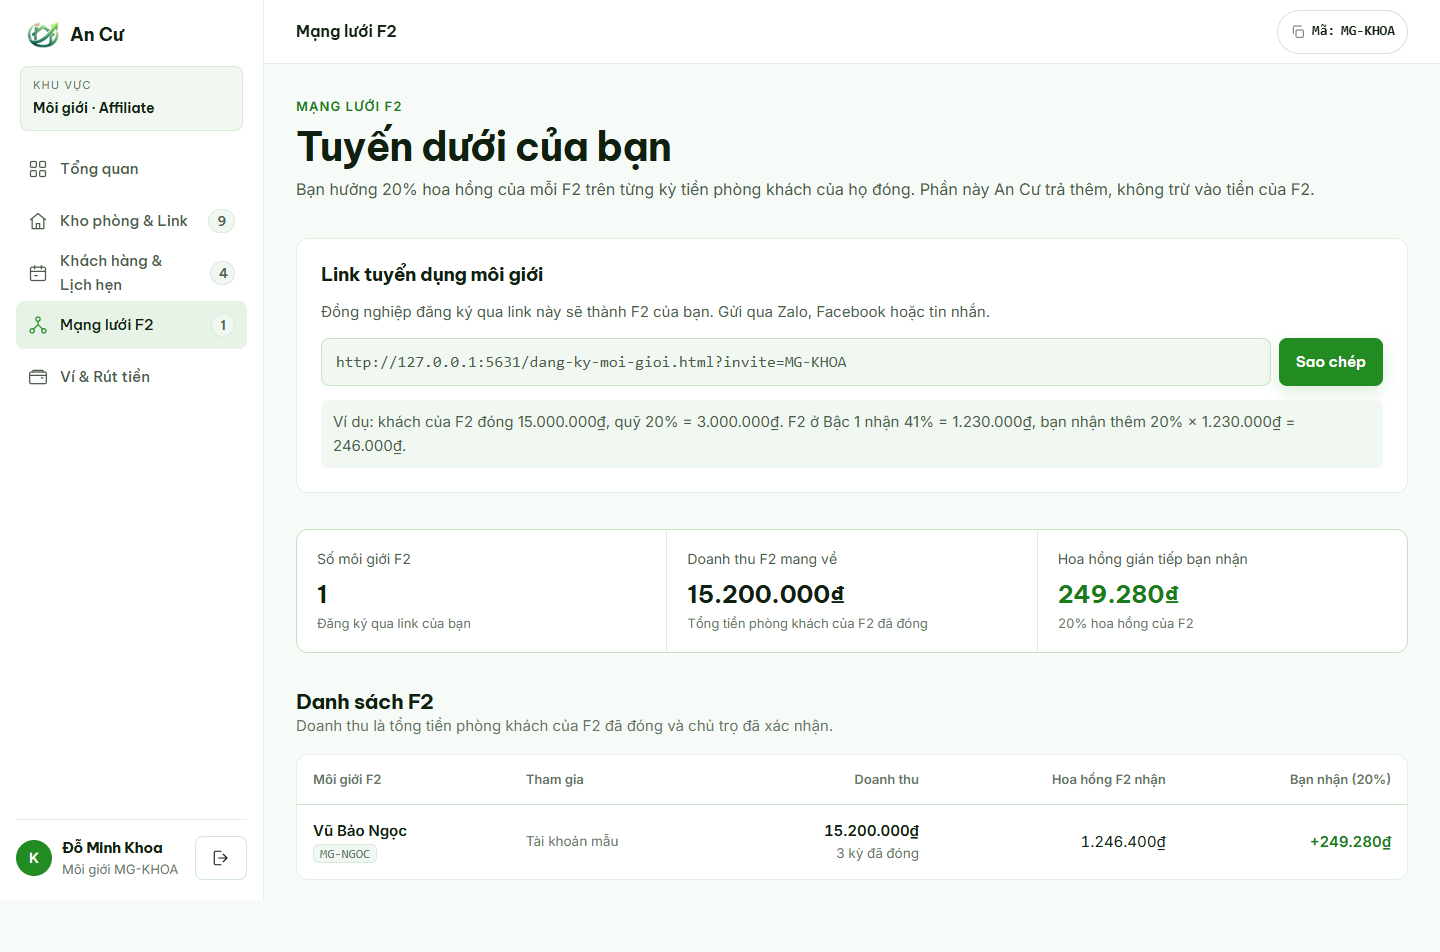 An Cư
KHU VỰC
Môi giới · Affiliate
Tổng quan
Kho phòng & Link
9
Khách hàng &
Lịch hẹn
4
Mạng lưới F2
1
Ví & Rút tiền
K
Đỗ Minh Khoa
Môi giới MG-KHOA
Mạng lưới F2
Mã: MG-KHOA
MẠNG LƯỚI F2
Tuyến dưới của bạn
Bạn hưởng 20% hoa hồng của mỗi F2 trên từng kỳ tiền phòng khách của họ đóng. Phần này An Cư trả thêm, không trừ vào tiền của F2.
Link tuyển dụng môi giới
Đồng nghiệp đăng ký qua link này sẽ thành F2 của bạn. Gửi qua Zalo, Facebook hoặc tin nhắn.
http://127.0.0.1:5631/dang-ky-moi-gioi.html?invite=MG-KHOA
Sao chép
Ví dụ: khách của F2 đóng 15.000.000₫, quỹ 20% = 3.000.000₫. F2 ở Bậc 1 nhận 41% = 1.230.000₫, bạn nhận thêm 20% × 1.230.000₫ =
246.000₫.
Số môi giới F2
1
Đăng ký qua link của bạn
Doanh thu F2 mang về
15.200.000₫
Tổng tiền phòng khách của F2 đã đóng
Hoa hồng gián tiếp bạn nhận
249.280₫
20% hoa hồng của F2
Danh sách F2
Doanh thu là tổng tiền phòng khách của F2 đã đóng và chủ trọ đã xác nhận.
Môi giới F2
Tham gia
Doanh thu
Hoa hồng F2 nhận
Bạn nhận (20%)
Vũ Bảo Ngọc
MG-NGOC
Tài khoản mẫu
15.200.000₫
3 kỳ đã đóng
1.246.400₫
+249.280₫